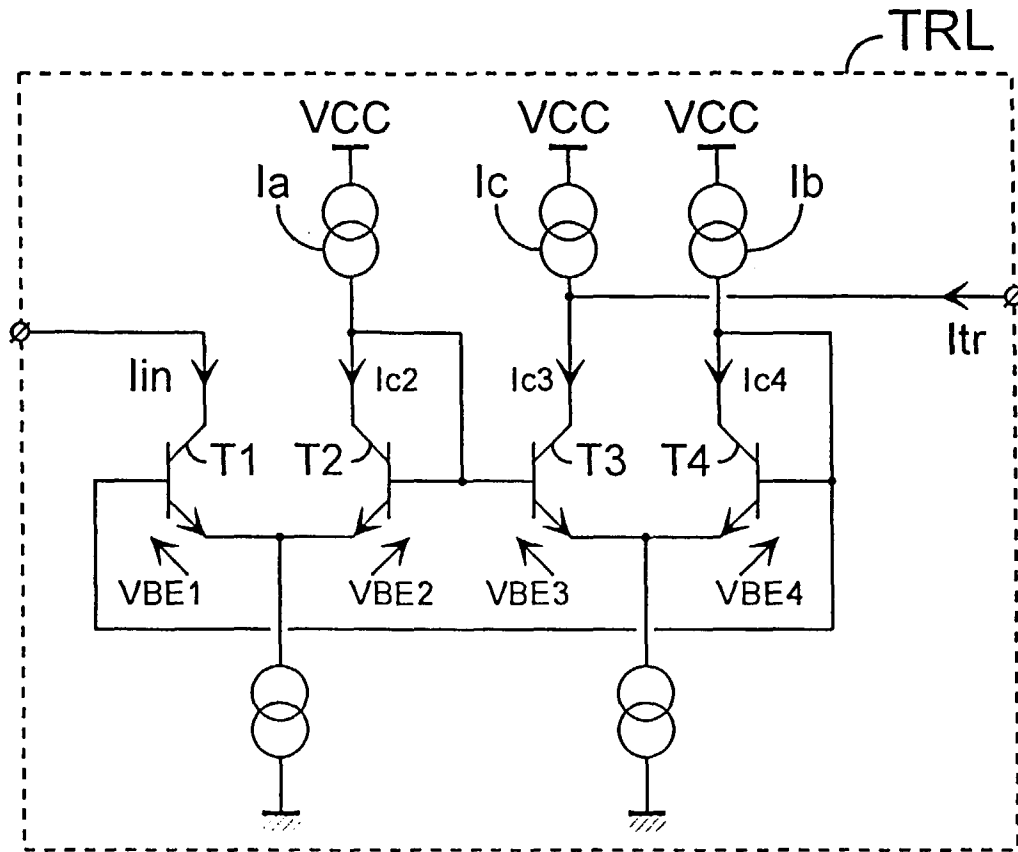 TRL
VCC VCC VCC
Ia Ic Ib
Itr
Iin Ic2 Ic3 Ic4
T1 T2 T3 T4
VBE1 VBE2 VBE3 VBE4